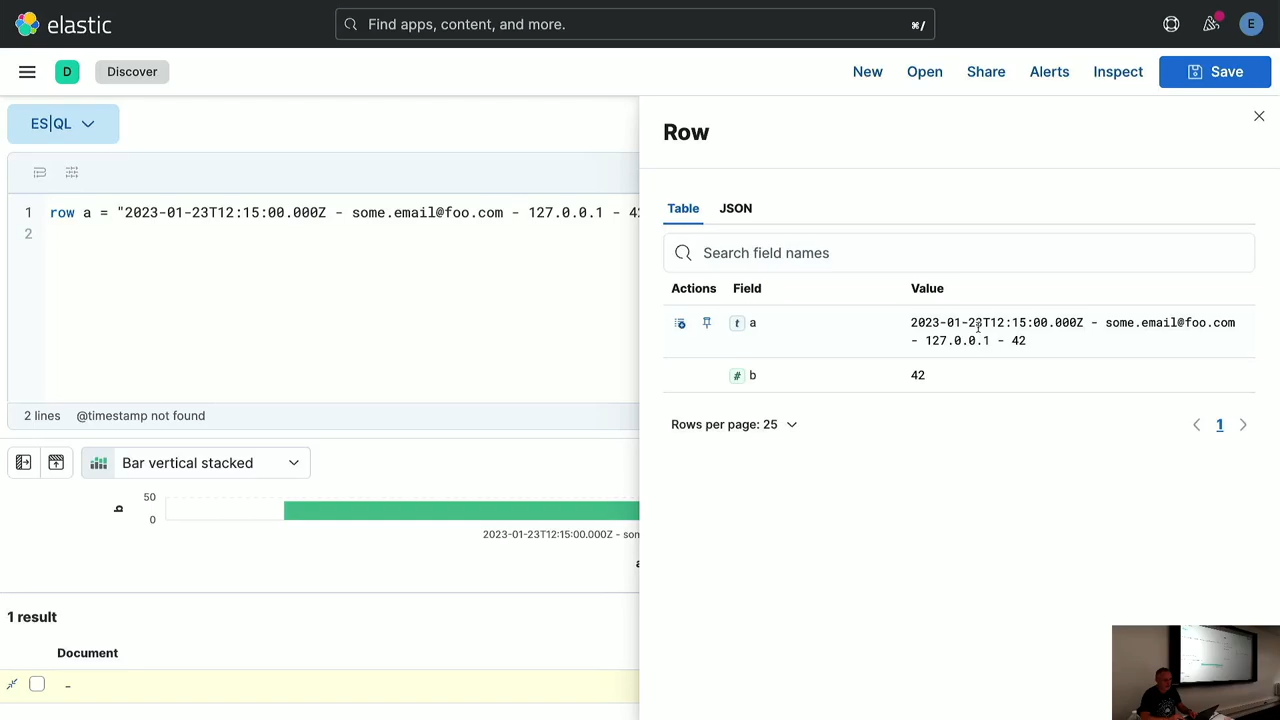 elastic
Find apps, content, and more.
⌘/
E
D
Discover
New
Open
Share
Alerts
Inspect
Save
ES|QL
1 row a = "2023-01-23T12:15:00.000Z - some.email@foo.com - 127.0.0.1 - 42
2
2 lines @timestamp not found
Bar vertical stacked
b
50
0
2023-01-23T12:15:00.000Z - som
a
1 result
Document
-
Row
Table JSON
Search field names
Actions Field Value
t a 2023-01-23T12:15:00.000Z - some.email@foo.com
- 127.0.0.1 - 42
# b 42
Rows per page: 25
1